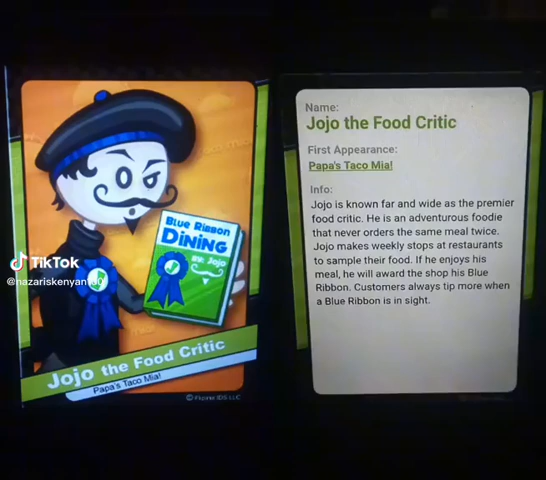 TikTok
@nazariskenyan100
Blue Ribbon
DINING
BY: Jojo
Jojo the Food Critic
Papa's Taco Mia!
© Flipline IDS LLC
Name:
Jojo the Food Critic
First Appearance:
Papa's Taco Mia!
Info:
Jojo is known far and wide as the premier
food critic. He is an adventurous foodie
that never orders the same meal twice.
Jojo makes weekly stops at restaurants
to sample their food. If he enjoys his
meal, he will award the shop his Blue
Ribbon. Customers always tip more when
a Blue Ribbon is in sight.